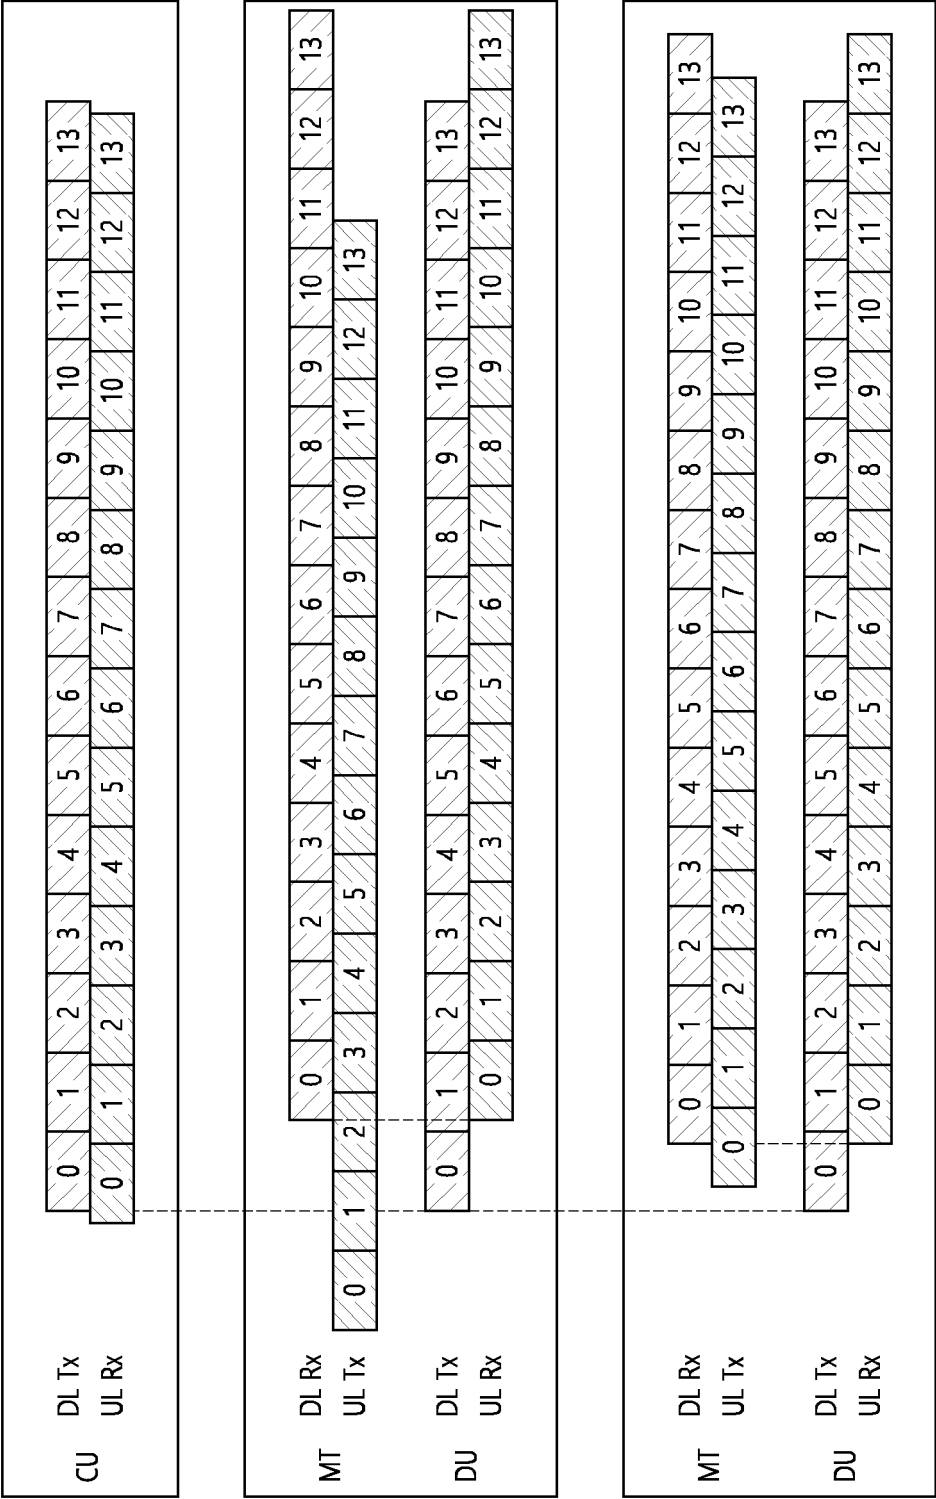 CU
DL Tx 0 1 2 3 4 5 6 7 8 9 10 11 12 13
UL Rx 0 1 2 3 4 5 6 7 8 9 10 11 12 13
MT
DL Rx 0 1 2 3 4 5 6 7 8 9 10 11 12 13
UL Tx 0 1 2 3 4 5 6 7 8 9 10 11 12 13
DU
DL Tx 0 1 2 3 4 5 6 7 8 9 10 11 12 13
UL Rx 0 1 2 3 4 5 6 7 8 9 10 11 12 13
MT
DL Rx 0 1 2 3 4 5 6 7 8 9 10 11 12 13
UL Tx 0 1 2 3 4 5 6 7 8 9 10 11 12 13
DU
DL Tx 0 1 2 3 4 5 6 7 8 9 10 11 12 13
UL Rx 0 1 2 3 4 5 6 7 8 9 10 11 12 13